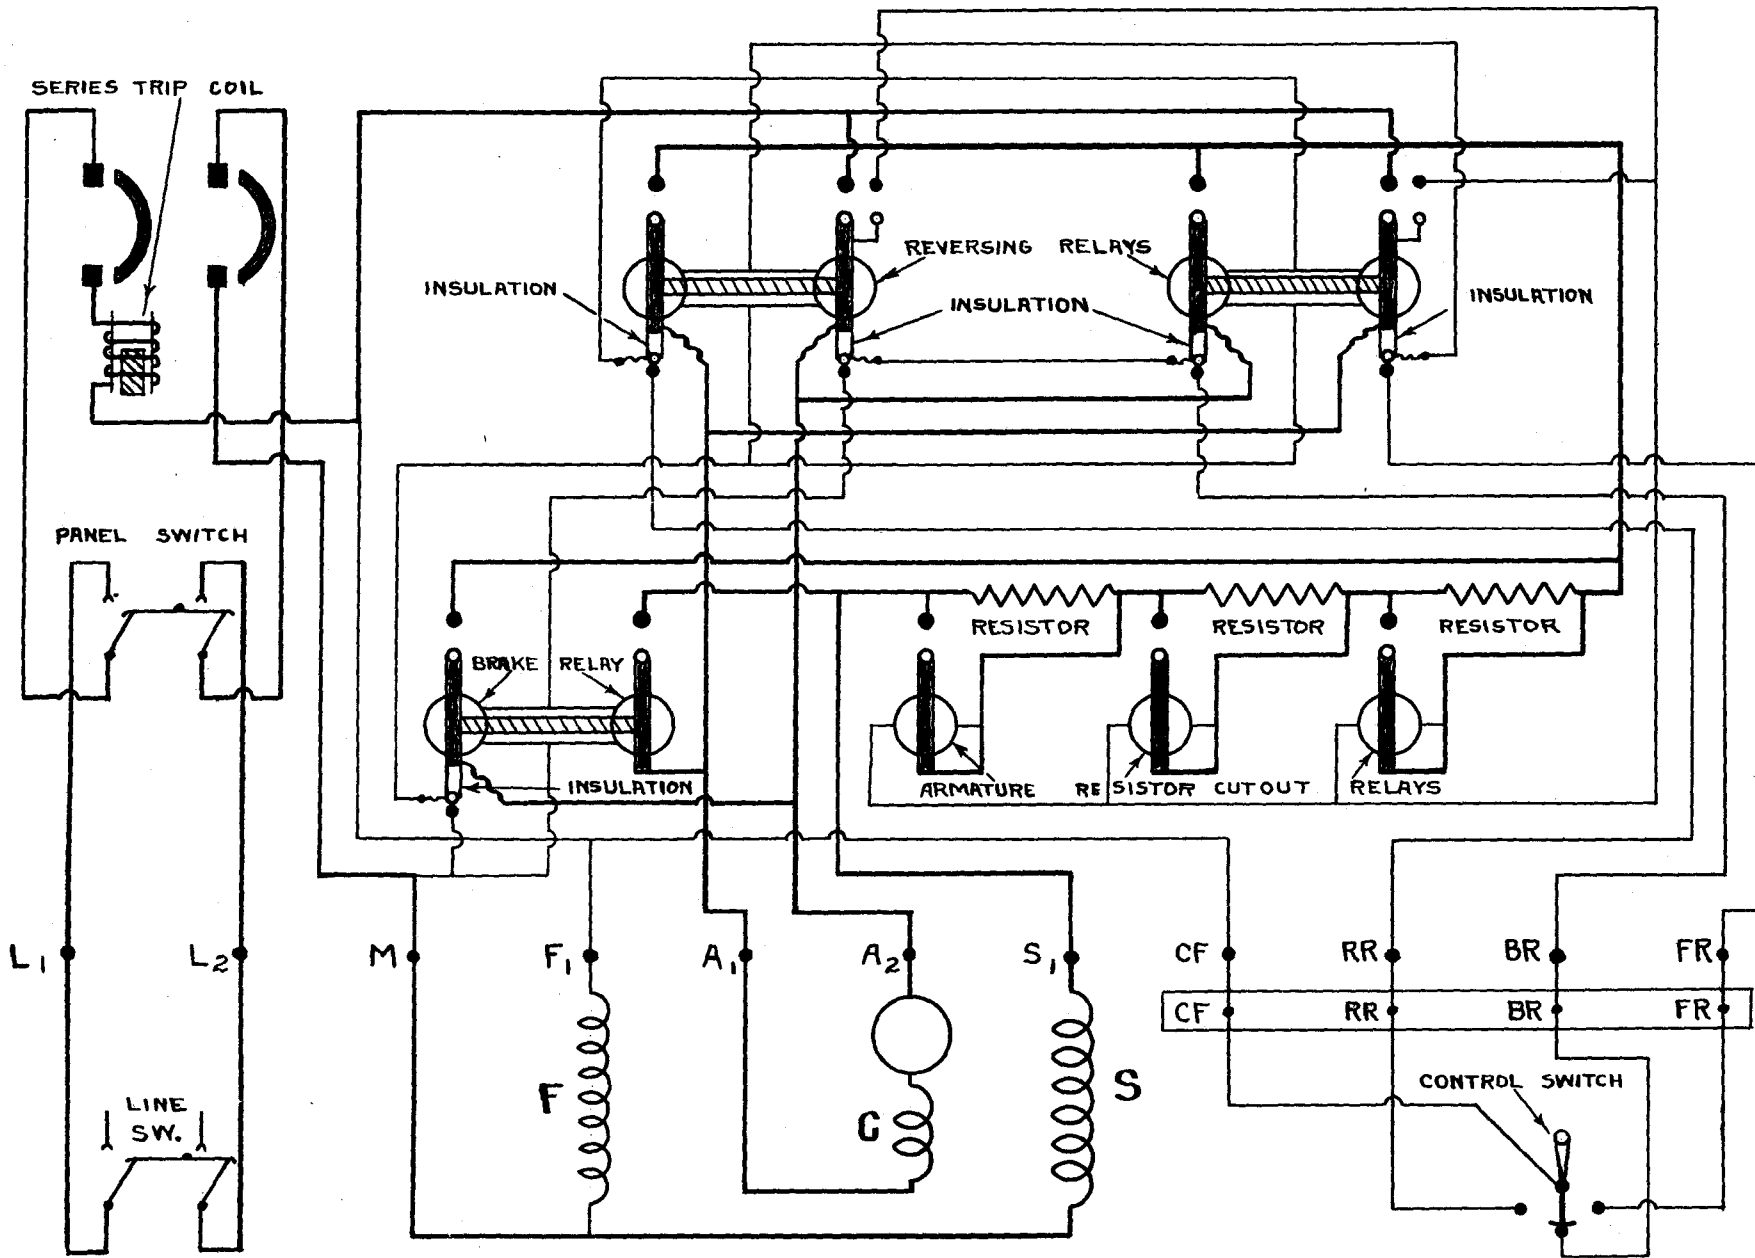 SERIES TRIP COIL
REVERSING RELAYS
INSULATION
INSULATION
INSULATION
PANEL SWITCH
RESISTOR
RESISTOR
RESISTOR
BRAKE RELAY
INSULATION
ARMATURE RESISTOR CUTOUT RELAYS
L1
L2
M
F1
A1
A2
S1
CF
RR
BR
FR
CF
RR
BR
FR
F
C
S
CONTROL SWITCH
LINE
SW.